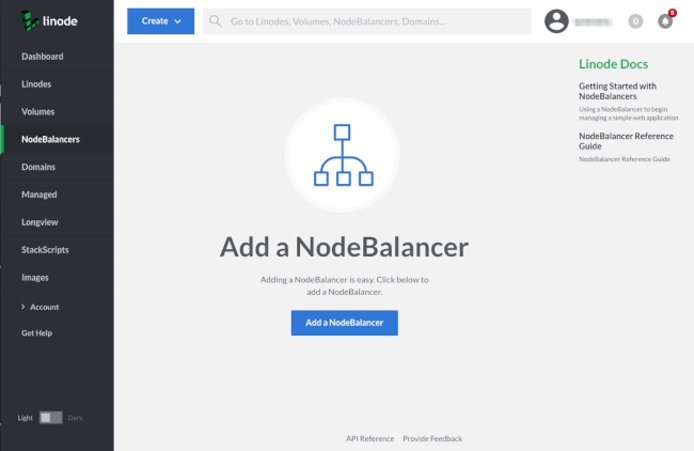 linode
Dashboard
Linodes
Volumes
NodeBalancers
Domains
Managed
Longview
StackScripts
Images
Account
Get Help
Light
Dark
Create
Go to Linodes, Volumes, NodeBalancers, Domains...
0
Add a NodeBalancer
Adding a NodeBalancer is easy. Click below to
add a NodeBalancer.
Add a NodeBalancer
Linode Docs
Getting Started with
NodeBalancers
Using a NodeBalancer to begin
managing a simple web application
NodeBalancer Reference
Guide
NodeBalancer Reference Guide
API Reference
Provide Feedback